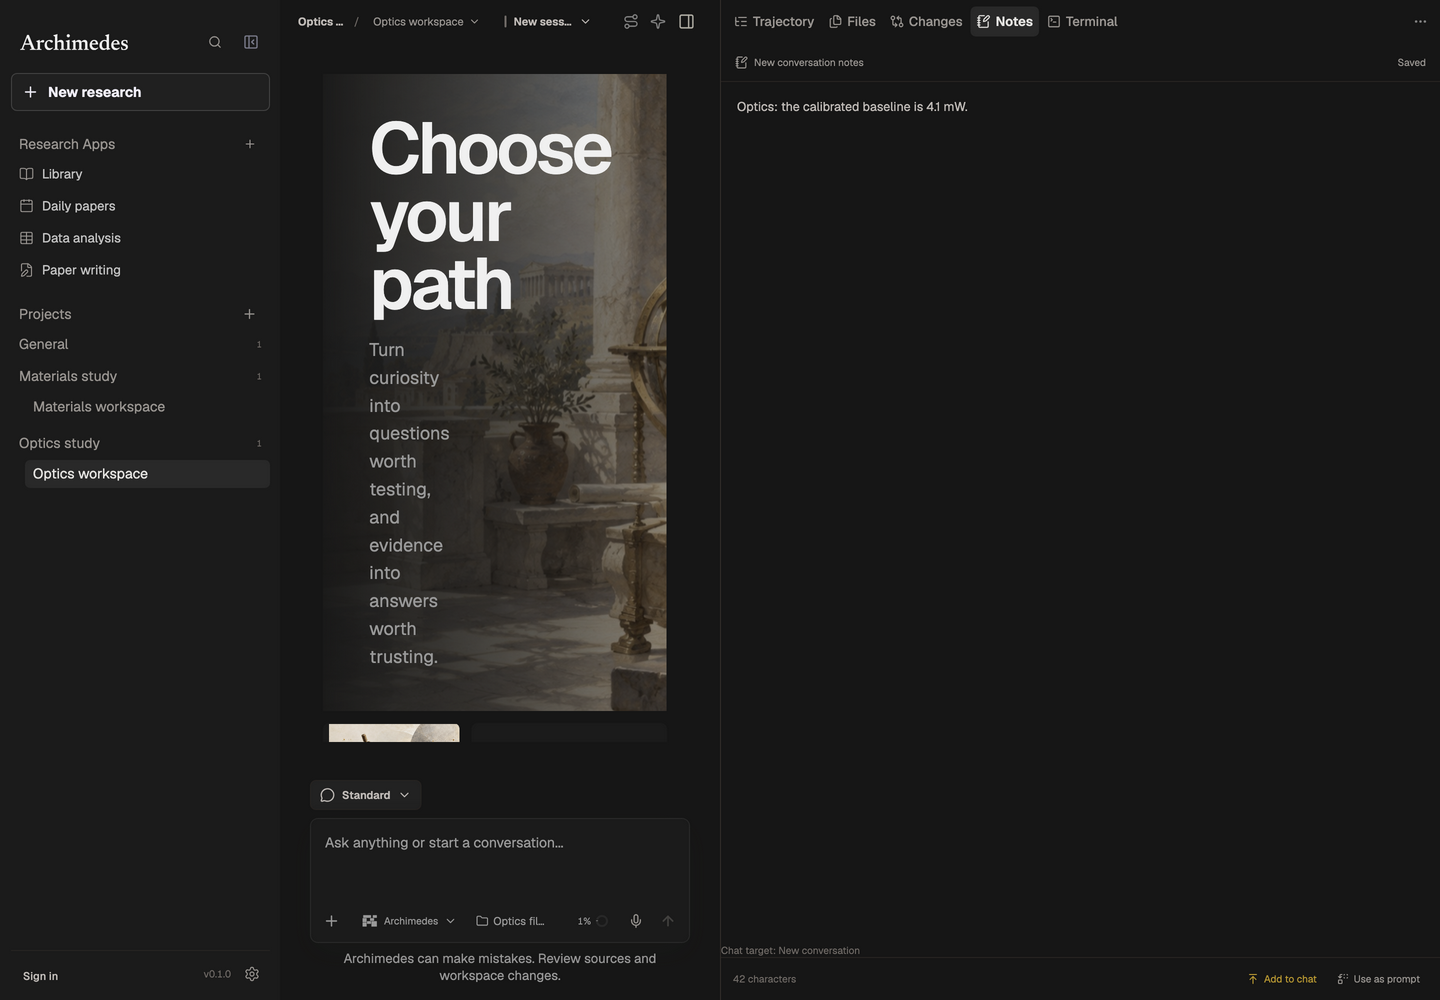 Archimedes
New research
Research Apps
Library
Daily papers
Data analysis
Paper writing
Projects
General 1
Materials study 1
Materials workspace
Optics study 1
Optics workspace
Sign in
v0.1.0
Optics ... / Optics workspace | New sess...
Choose
your
path
Turn
curiosity
into
questions
worth
testing,
and
evidence
into
answers
worth
trusting.
Standard
Ask anything or start a conversation...
Archimedes
Optics fil...
1%
Archimedes can make mistakes. Review sources and
workspace changes.
Trajectory Files Changes Notes Terminal
New conversation notes
Saved
Optics: the calibrated baseline is 4.1 mW.
Chat target: New conversation
42 characters
Add to chat
Use as prompt